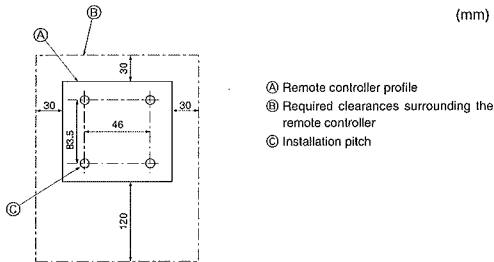 (mm)
Ⓑ
Ⓐ
30
30
30
46
83.5
Ⓒ
120
Ⓐ Remote controller profile
Ⓑ Required clearances surrounding the
remote controller
Ⓒ Installation pitch